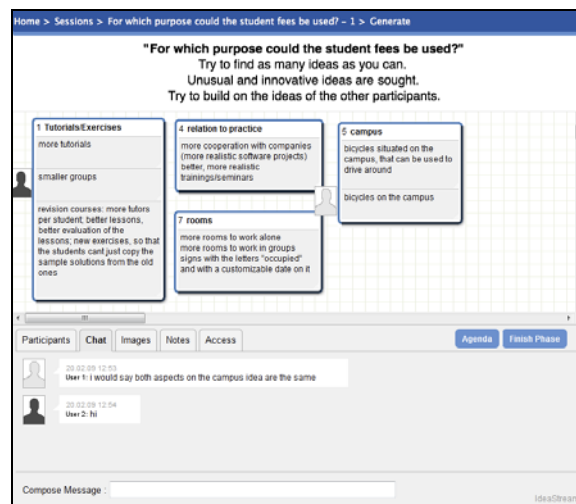 Home > Sessions > For which purpose could the student fees be used? – 1 > Generate
"For which purpose could the student fees be used?"
Try to find as many ideas as you can.
Unusual and innovative ideas are sought.
Try to build on the ideas of the other participants.
1 Tutorials/Exercises
more tutorials
smaller groups
revision courses: more tutors
per student; better lessons,
better evaluation of the
lessons; new exercises, so that
the students cant just copy the
sample solutions from the old
ones
4 relation to practice
more cooperation with companies
(more realistic software projects)
better, more realistic
trainings/seminars
7 rooms
more rooms to work alone
more rooms to work in groups
signs with the letters "occupied"
and with a customizable date on it
5 campus
bicycles situated on the
campus, that can be used to
drive around
bicycles on the campus
Participants Chat Images Notes Access Agenda Finish Phase
20.02.09 12:53
User 1: i would say both aspects on the campus idea are the same
20.02.09 12:54
User 2: hi
Compose Message :
IdeaStream